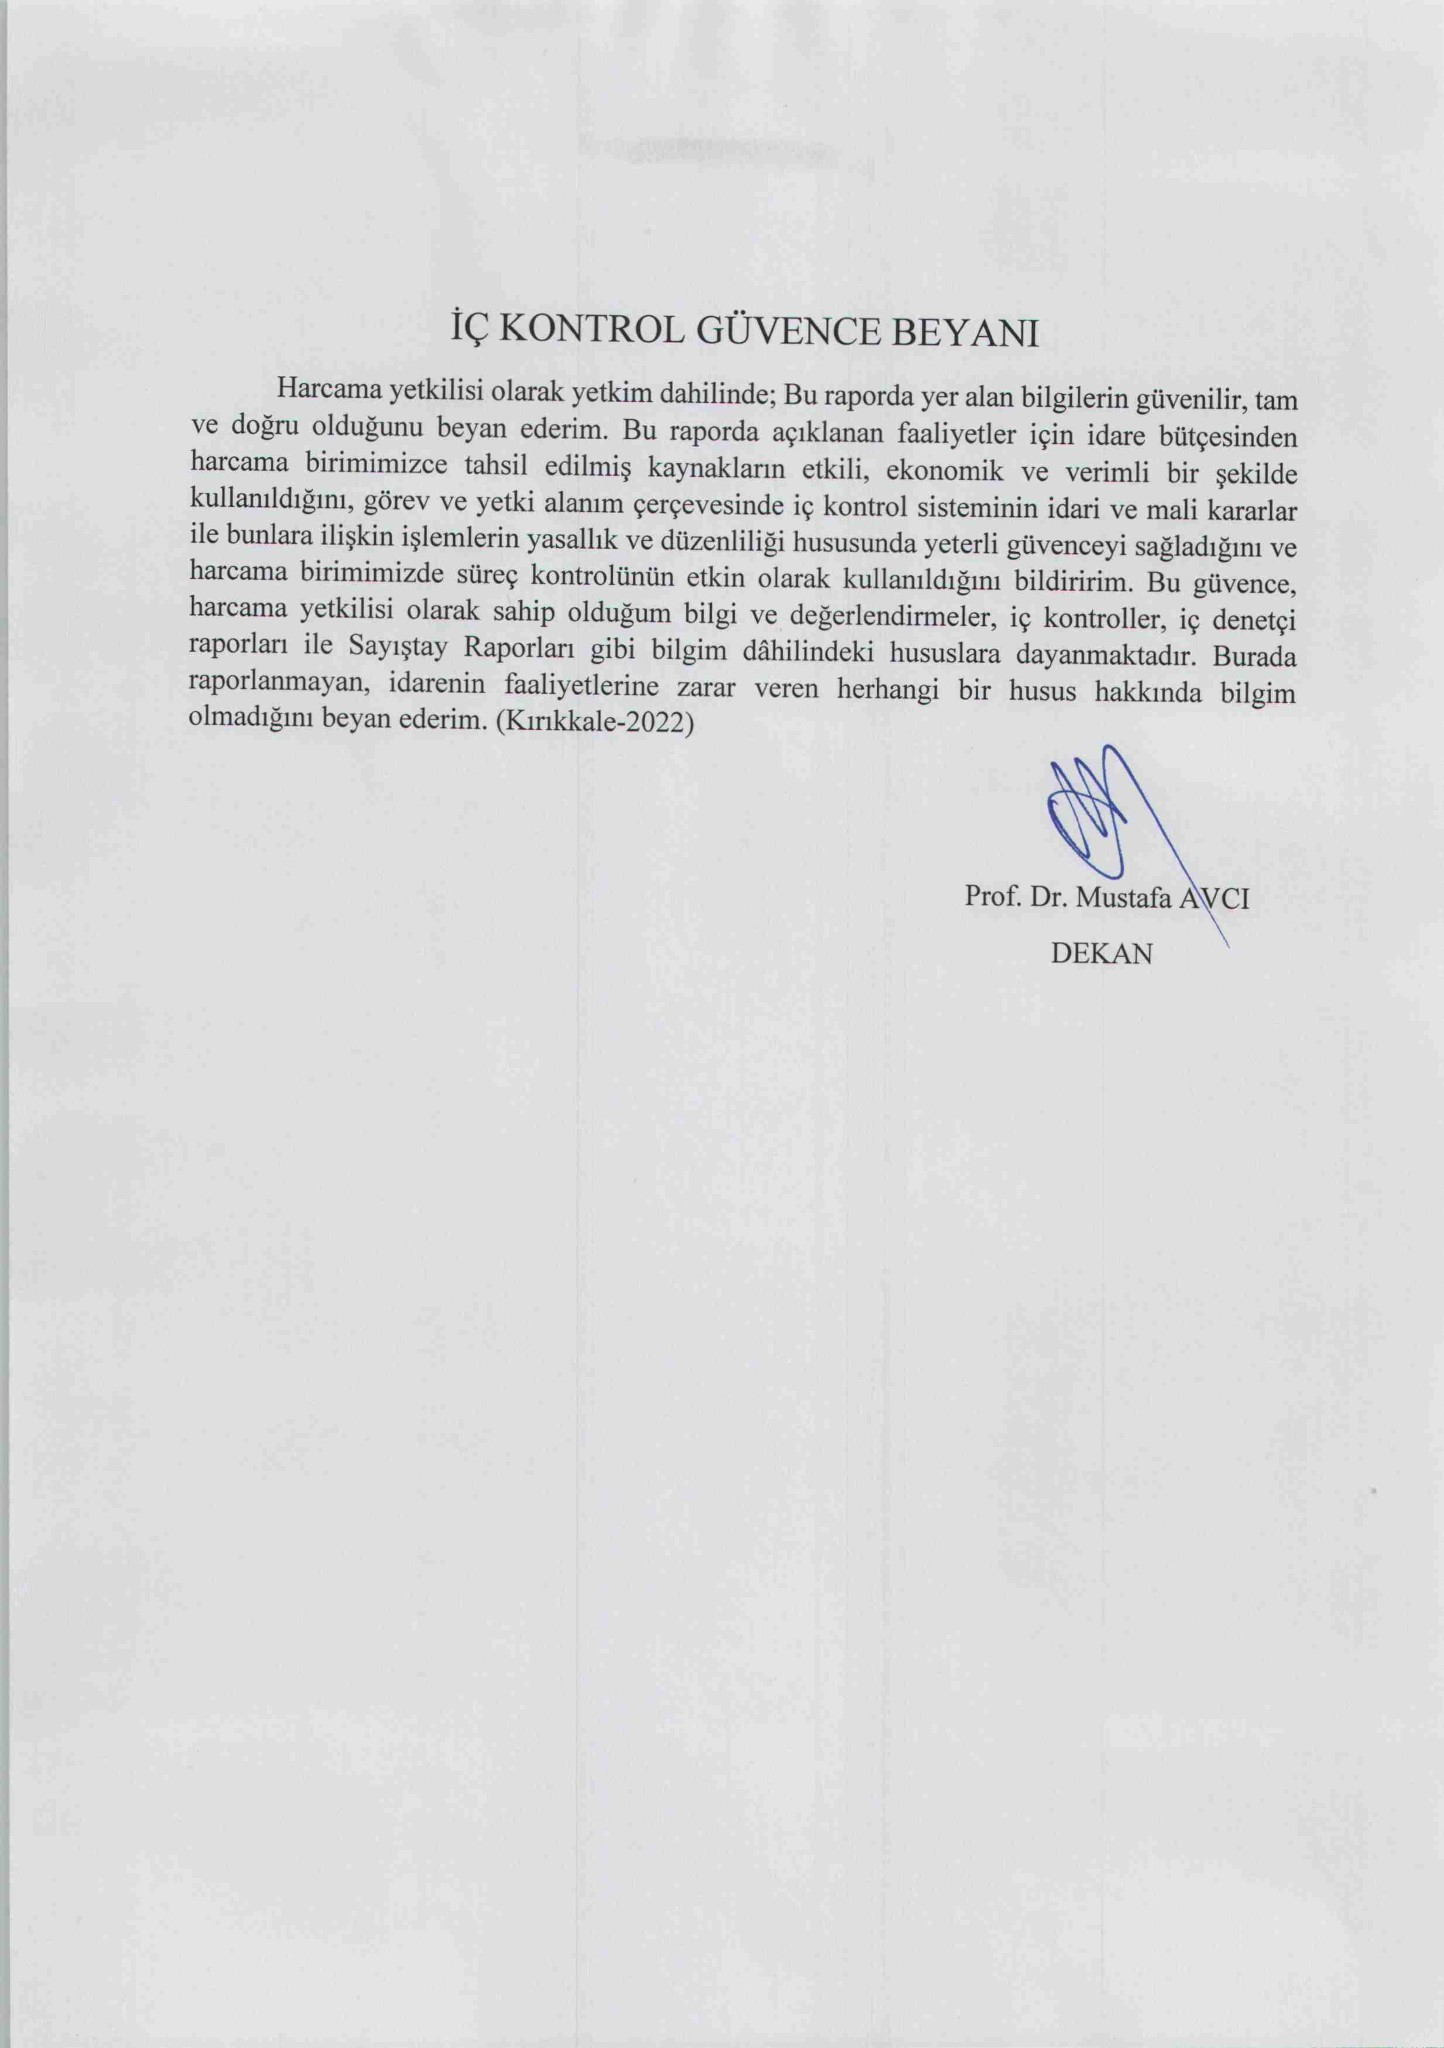 İÇ KONTROL GÜVENCE BEYANI
Harcama yetkilisi olarak yetkim dahilinde; Bu raporda yer alan bilgilerin güvenilir, tam
ve doğru olduğunu beyan ederim. Bu raporda açıklanan faaliyetler için idare bütçesinden
harcama birimimizce tahsil edilmiş kaynakların etkili, ekonomik ve verimli bir şekilde
kullanıldığını, görev ve yetki alanım çerçevesinde iç kontrol sisteminin idari ve mali kararlar
ile bunlara ilişkin işlemlerin yasallık ve düzenliliği hususunda yeterli güvenceyi sağladığını ve
harcama birimimizde süreç kontrolünün etkin olarak kullanıldığını bildiririm. Bu güvence,
harcama yetkilisi olarak sahip olduğum bilgi ve değerlendirmeler, iç kontroller, iç denetçi
raporları ile Sayıştay Raporları gibi bilgim dâhilindeki hususlara dayanmaktadır. Burada
raporlanmayan, idarenin faaliyetlerine zarar veren herhangi bir husus hakkında bilgim
olmadığını beyan ederim. (Kırıkkale-2022)
Prof. Dr. Mustafa AVCI
DEKAN